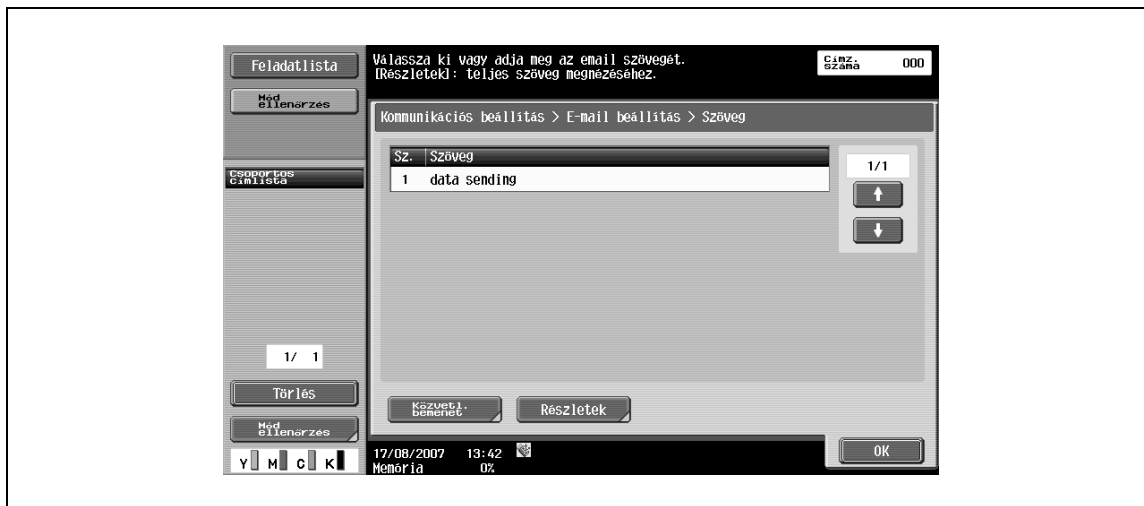 Feladatlista
Mód
ellenőrzés
Csoportos
címlista
1/ 1
Törlés
Mód
ellenőrzés
Y M C K
Válassza ki vagy adja meg az email szövegét.
[Részletek]: teljes szöveg megnézéséhez.
Címz.
száma 000
Kommunikációs beállítás > E-mail beállítás > Szöveg
Sz. Szöveg
1 data sending
1/1
Közvetl.
bemenet
Részletek
17/08/2007 13:42
Memória 0%
OK